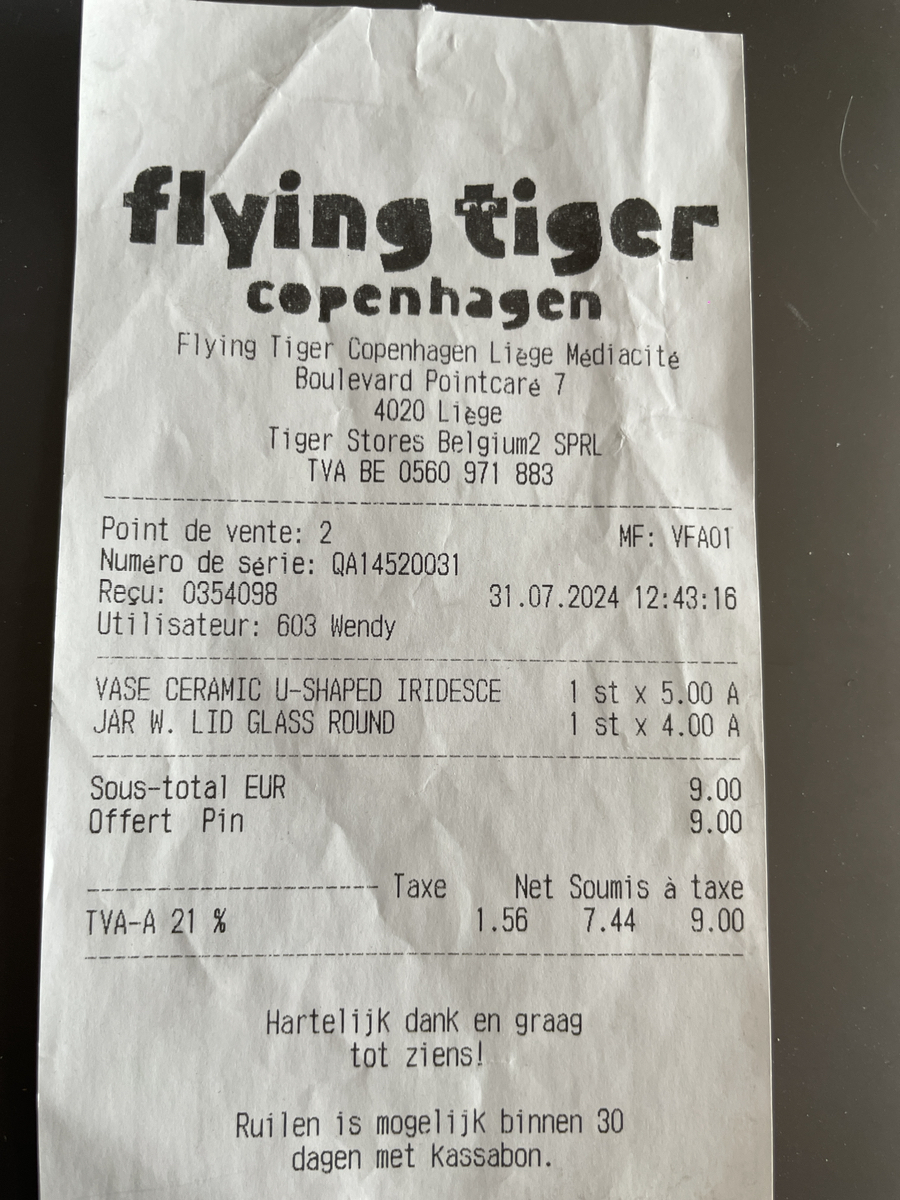 flying tiger
copenhagen
Flying Tiger Copenhagen Liège Médiacité
Boulevard Pointcaré 7
4020 Liège
Tiger Stores Belgium2 SPRL
TVA BE 0560 971 883
Point de vente: 2 MF: VFA01
Numéro de série: QA14520031
Reçu: 0354098 31.07.2024 12:43:16
Utilisateur: 603 Wendy
VASE CERAMIC U-SHAPED IRIDESCE 1 st x 5.00 A
JAR W. LID GLASS ROUND 1 st x 4.00 A
Sous-total EUR 9.00
Offert Pin 9.00
Taxe Net Soumis à taxe
TVA-A 21 % 1.56 7.44 9.00
Hartelijk dank en graag
tot ziens!
Ruilen is mogelijk binnen 30
dagen met Kassabon.